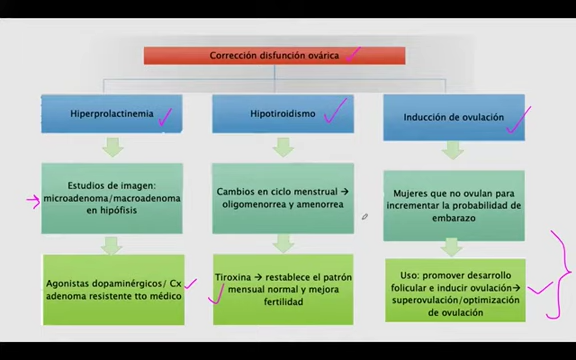 Corrección disfunción ovárica
Hiperprolactinemia
Hipotiroidismo
Inducción de ovulación
Estudios de imagen:
microadenoma/macroadenoma
en hipófisis
Cambios en ciclo menstrual →
oligomenorrea y amenorrea
Mujeres que no ovulan para
incrementar la probabilidad de
embarazo
Agonistas dopaminérgicos/ Cx
adenoma resistente tto médico
Tiroxina → restablece el patrón
mensual normal y mejora
fertilidad
Uso: promover desarrollo
folicular e inducir ovulación→
superovulación/optimización
de ovulación